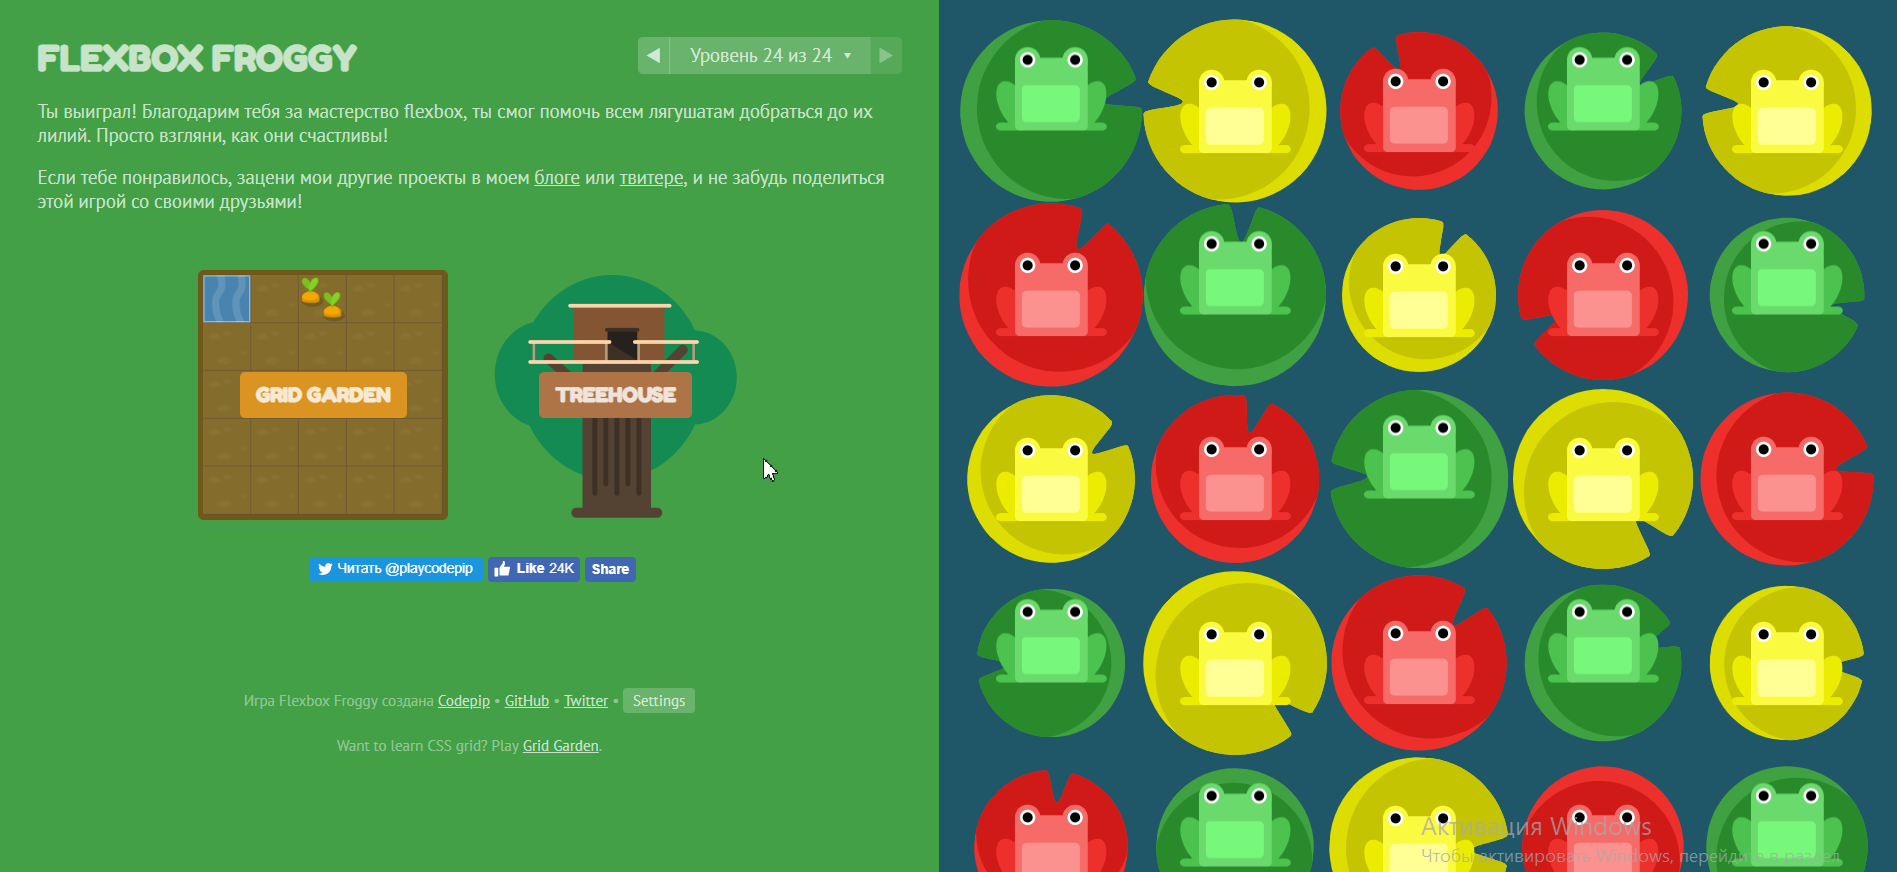 FLEXBOX FROGGY
Уровень 24 из 24
Ты выиграл! Благодарим тебя за мастерство flexbox, ты смог помочь всем лягушатам добраться до их
лилий. Просто взгляни, как они счастливы!
Если тебе понравилось, зацени мои другие проекты в моем блоге или твитере, и не забудь поделиться
этой игрой со своими друзьями!
GRID GARDEN
TREEHOUSE
Читать @playcodepip
Like 24K
Share
Игра Flexbox Froggy создана Codepip • GitHub • Twitter • Settings
Want to learn CSS grid? Play Grid Garden.
Активация Windows
Чтобы активировать Windows, перейдите в раздел